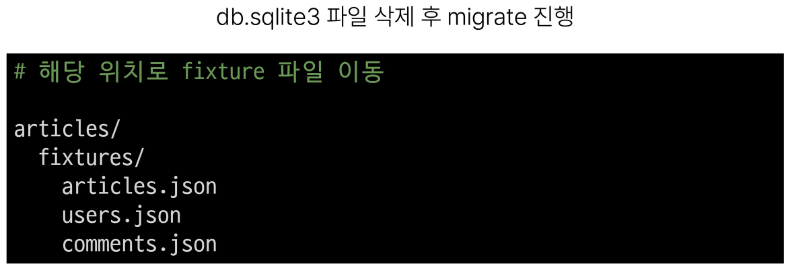 db.sqlite3 파일 삭제 후 migrate 진행
# 해당 위치로 fixture 파일 이동
articles/
  fixtures/
    articles.json
    users.json
    comments.json